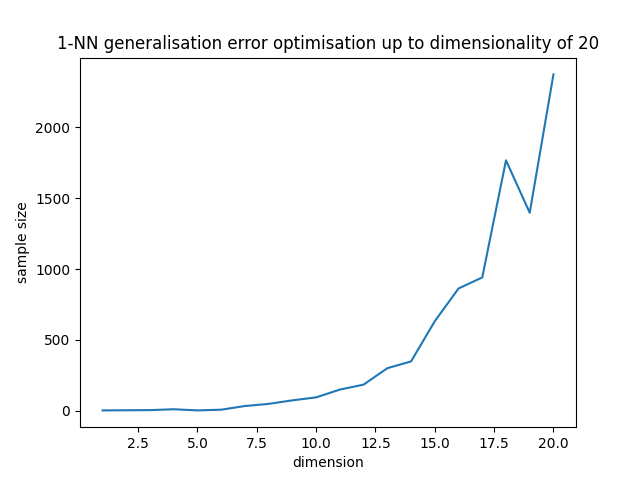 1-NN generalisation error optimisation up to dimensionality of 20
sample size
2000
1500
1000
500
0
2.5 5.0 7.5 10.0 12.5 15.0 17.5 20.0
dimension